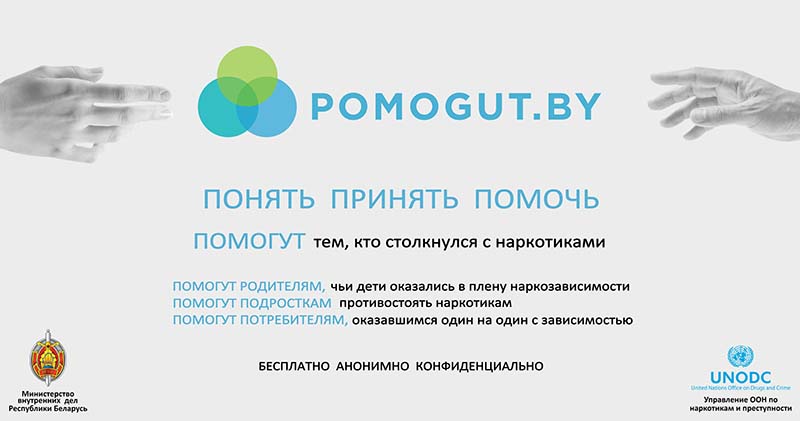 POMOGUT.BY
ПОНЯТЬ ПРИНЯТЬ ПОМОЧЬ
ПОМОГУТ тем, кто столкнулся с наркотиками
ПОМОГУТ РОДИТЕЛЯМ, чьи дети оказались в плену наркозависимости
ПОМОГУТ ПОДРОСТКАМ противостоять наркотикам
ПОМОГУТ ПОТРЕБИТЕЛЯМ, оказавшимся один на один с зависимостью
БЕСПЛАТНО АНОНИМНО КОНФИДЕНЦИАЛЬНО
Министерство
внутренних дел
Республики Беларусь
UNODC
United Nations Office on Drugs and Crime
Управление ООН по
наркотикам и преступности